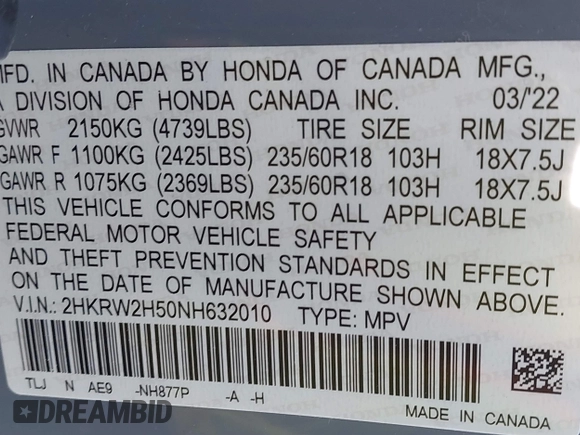 MFD. IN CANADA BY HONDA OF CANADA MFG.,
A DIVISION OF HONDA CANADA INC. 03/'22
GVWR 2150KG (4739LBS) TIRE SIZE RIM SIZE
GAWR F 1100KG (2425LBS) 235/60R18 103H 18X7.5J
GAWR R 1075KG (2369LBS) 235/60R18 103H 18X7.5J
THIS VEHICLE CONFORMS TO ALL APPLICABLE
FEDERAL MOTOR VEHICLE SAFETY
AND THEFT PREVENTION STANDARDS IN EFFECT
ON THE DATE OF MANUFACTURE SHOWN ABOVE.
V.I.N.: 2HKRW2H50NH632010 TYPE: MPV
TLJ N AE9 -NH877P -A -H
MADE IN CANADA
DREAMBID